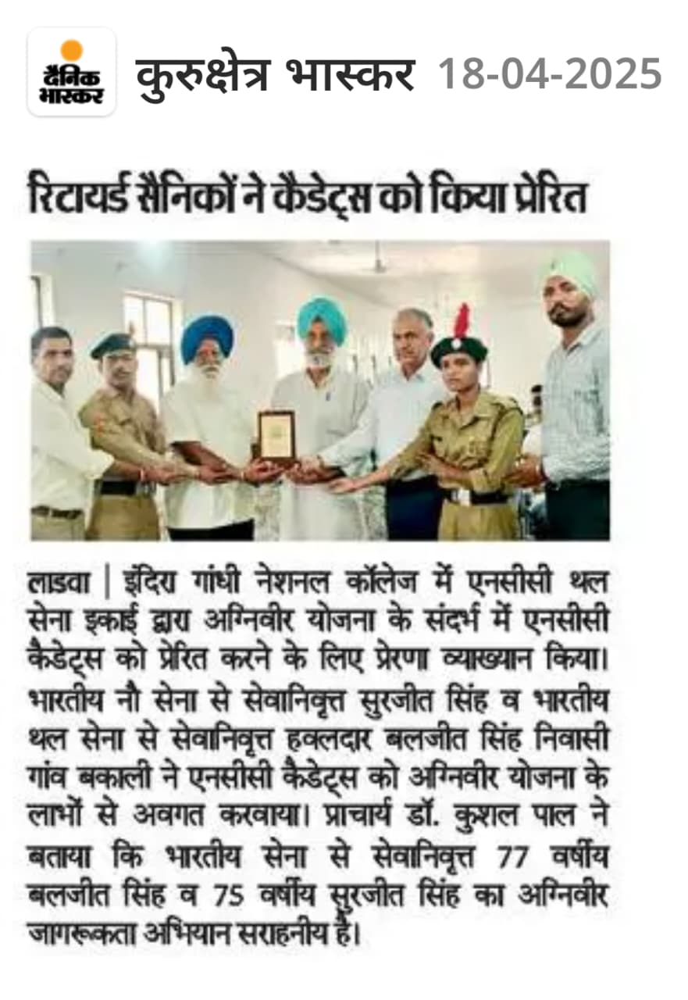 दैनिक
भास्कर
कुरुक्षेत्र भास्कर 18-04-2025
रिटायर्ड सैनिकों ने कैडेट्स को किया प्रेरित
लाडवा | इंदिरा गांधी नेशनल कॉलेज में एनसीसी थल
सेना इकाई द्वारा अग्निवीर योजना के संदर्भ में एनसीसी
कैडेट्स को प्रेरित करने के लिए प्रेरणा व्याख्यान किया।
भारतीय नौ सेना से सेवानिवृत्त सुरजीत सिंह व भारतीय
थल सेना से सेवानिवृत्त हवलदार बलजीत सिंह निवासी
गांव बकाली ने एनसीसी कैडेट्स को अग्निवीर योजना के
लाभों से अवगत करवाया। प्राचार्य डॉ. कुशल पाल ने
बताया कि भारतीय सेना से सेवानिवृत्त 77 वर्षीय
बलजीत सिंह व 75 वर्षीय सुरजीत सिंह का अग्निवीर
जागरूकता अभियान सराहनीय है।